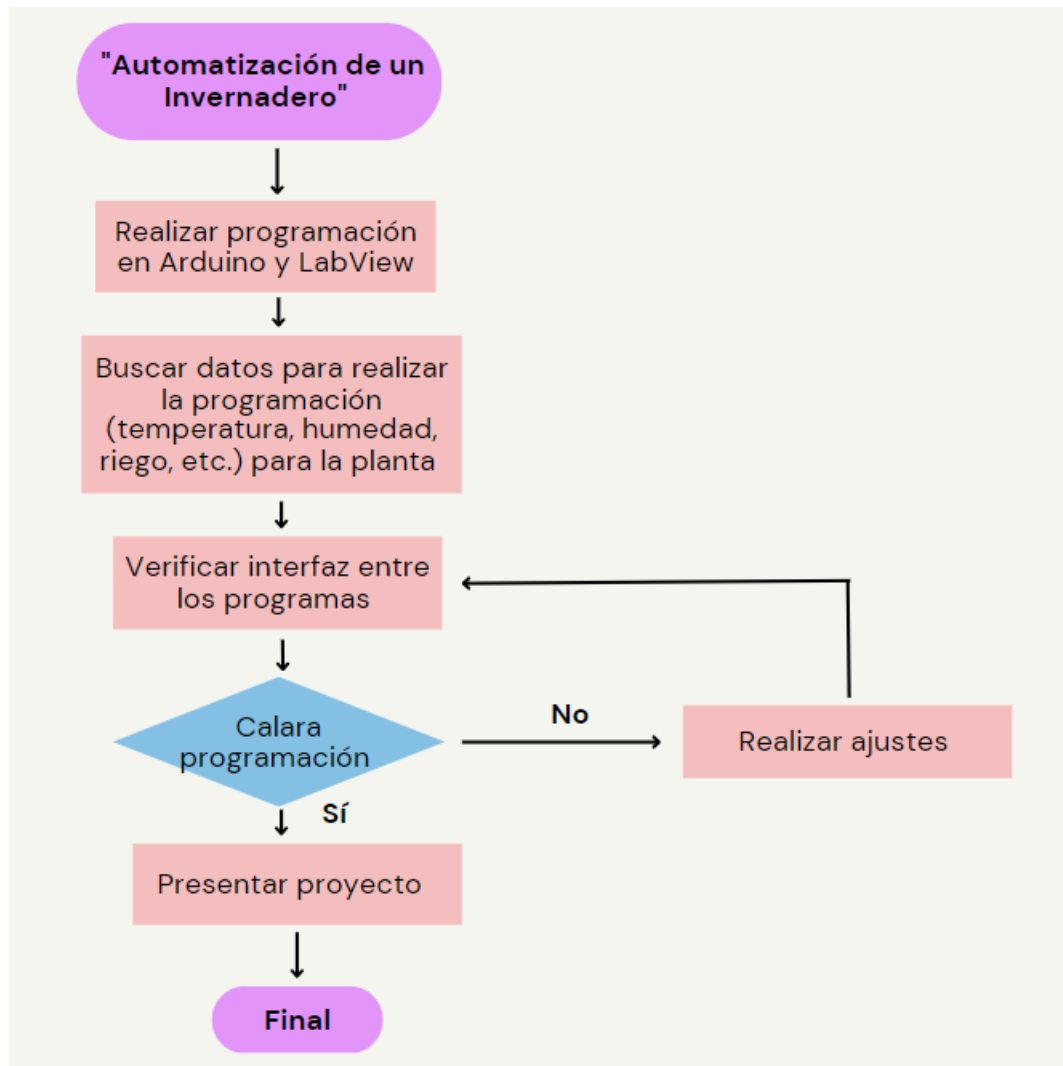 "Automatización de un
Invernadero"
Realizar programación
en Arduino y LabView
Buscar datos para realizar
la programación
(temperatura, humedad,
riego, etc.) para la planta
Verificar interfaz entre
los programas
Calara
programación
No
Realizar ajustes
Sí
Presentar proyecto
Final